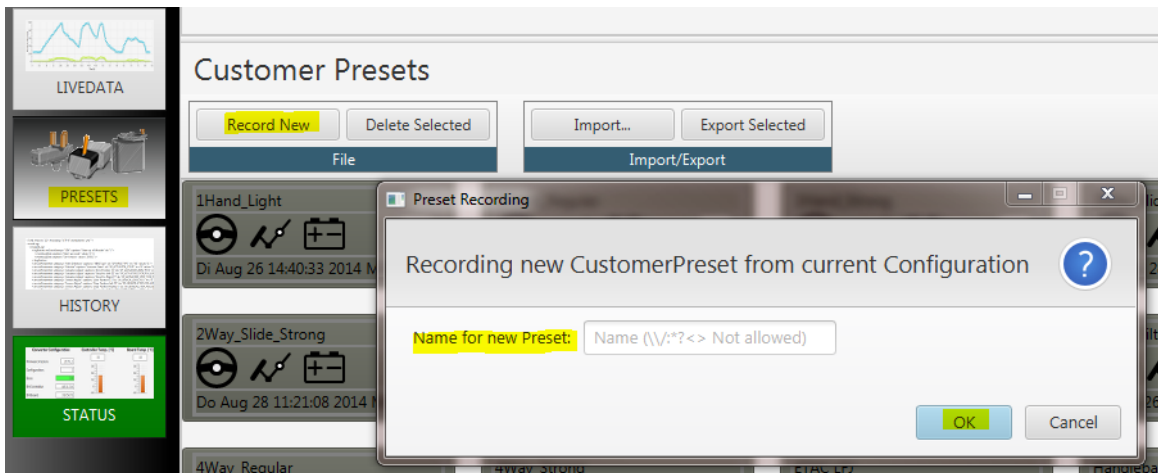 LIVEDATA
PRESETS
HISTORY
STATUS
Customer Presets
Record New Delete Selected Import... Export Selected
File Import/Export
1Hand_Light
Di Aug 26 14:40:33 2014 M
Preset Recording
Recording new CustomerPreset from current Configuration
?
Name for new Preset: Name (\\/:*?<> Not allowed)
OK Cancel
2Way_Slide_Strong
Do Aug 28 11:21:08 2014
4Way_Regular 4Way_Strong ETAC_LFJ